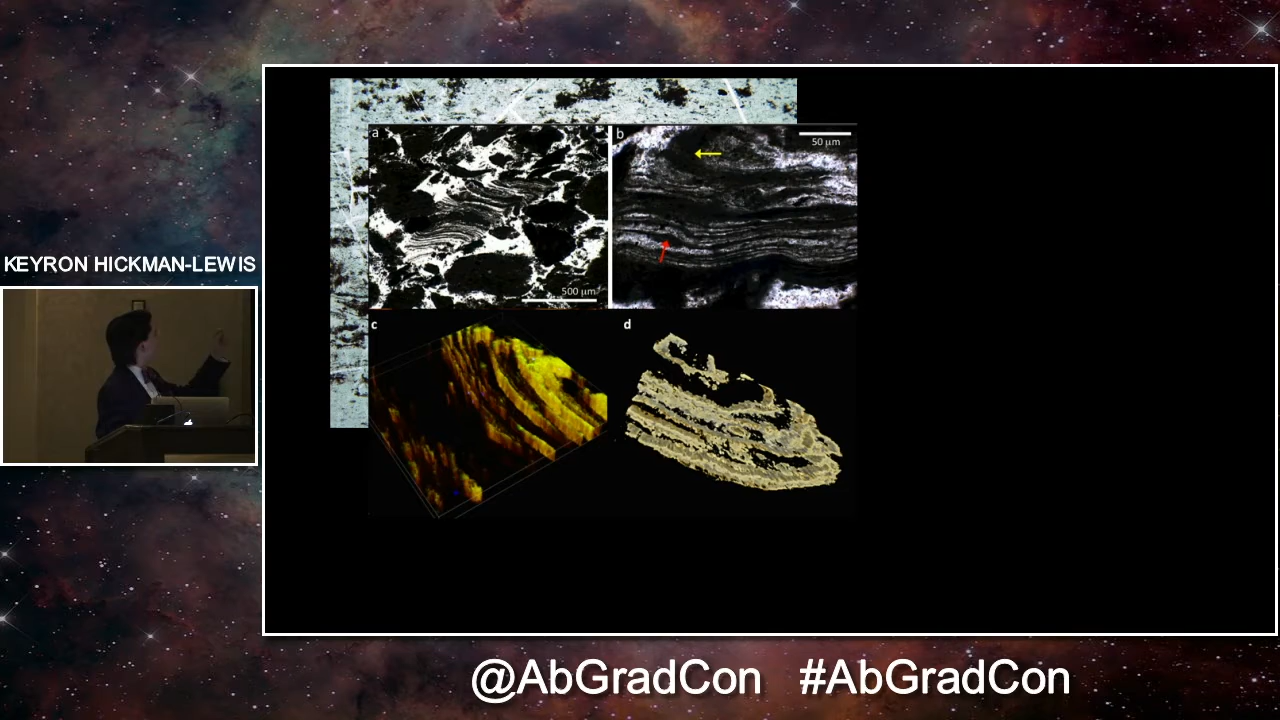 KEYRON HICKMAN-LEWIS
a
b
50 µm
500 µm
c
d
@AbGradCon #AbGradCon